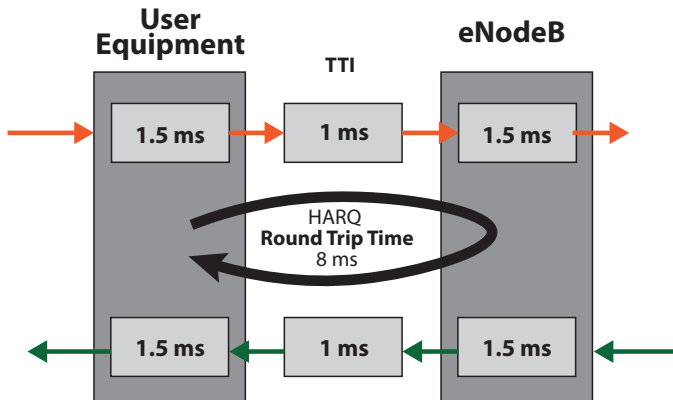 User
Equipment
eNodeB
TTI
1.5 ms
1 ms
1.5 ms
HARQ
Round Trip Time
8 ms
1.5 ms
1 ms
1.5 ms